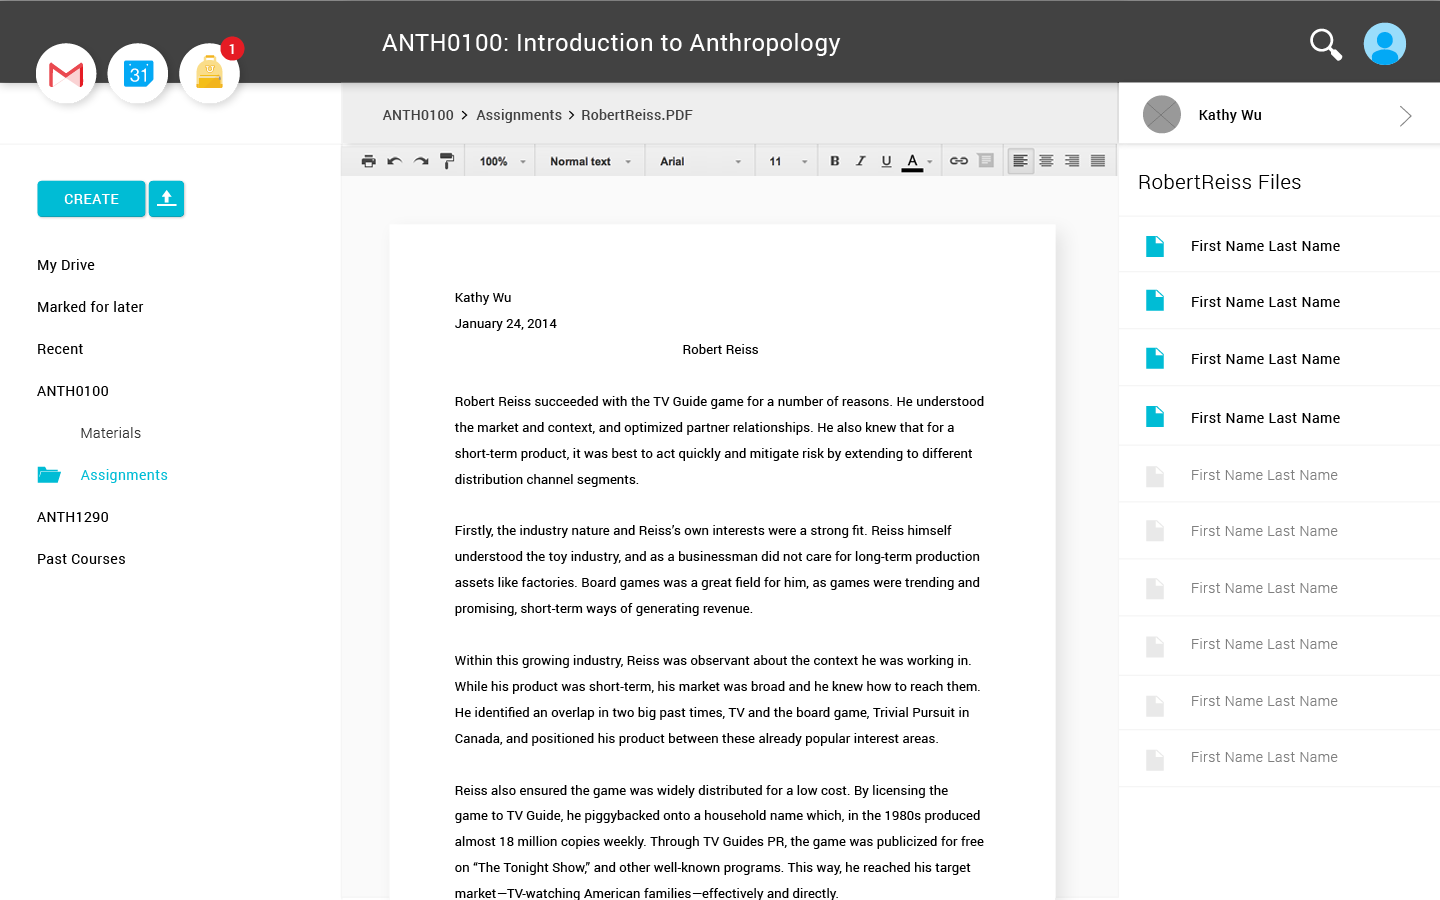 ANTH0100: Introduction to Anthropology
31
1
ANTH0100 > Assignments > RobertReiss.PDF
Kathy Wu
100%
Normal text
Arial
11
B I U A
CREATE
My Drive
Marked for later
Recent
ANTH0100
Materials
Assignments
ANTH1290
Past Courses
Kathy Wu
January 24, 2014
Robert Reiss
Robert Reiss succeeded with the TV Guide game for a number of reasons. He understood
the market and context, and optimized partner relationships. He also knew that for a
short-term product, it was best to act quickly and mitigate risk by extending to different
distribution channel segments.
Firstly, the industry nature and Reiss’s own interests were a strong fit. Reiss himself
understood the toy industry, and as a businessman did not care for long-term production
assets like factories. Board games was a great field for him, as games were trending and
promising, short-term ways of generating revenue.
Within this growing industry, Reiss was observant about the context he was working in.
While his product was short-term, his market was broad and he knew how to reach them.
He identified an overlap in two big past times, TV and the board game, Trivial Pursuit in
Canada, and positioned his product between these already popular interest areas.
Reiss also ensured the game was widely distributed for a low cost. By licensing the
game to TV Guide, he piggybacked onto a household name which, in the 1980s produced
almost 18 million copies weekly. Through TV Guides PR, the game was publicized for free
on “The Tonight Show,” and other well-known programs. This way, he reached his target
market—TV-watching American families—effectively and directly.
RobertReiss Files
First Name Last Name
First Name Last Name
First Name Last Name
First Name Last Name
First Name Last Name
First Name Last Name
First Name Last Name
First Name Last Name
First Name Last Name
First Name Last Name